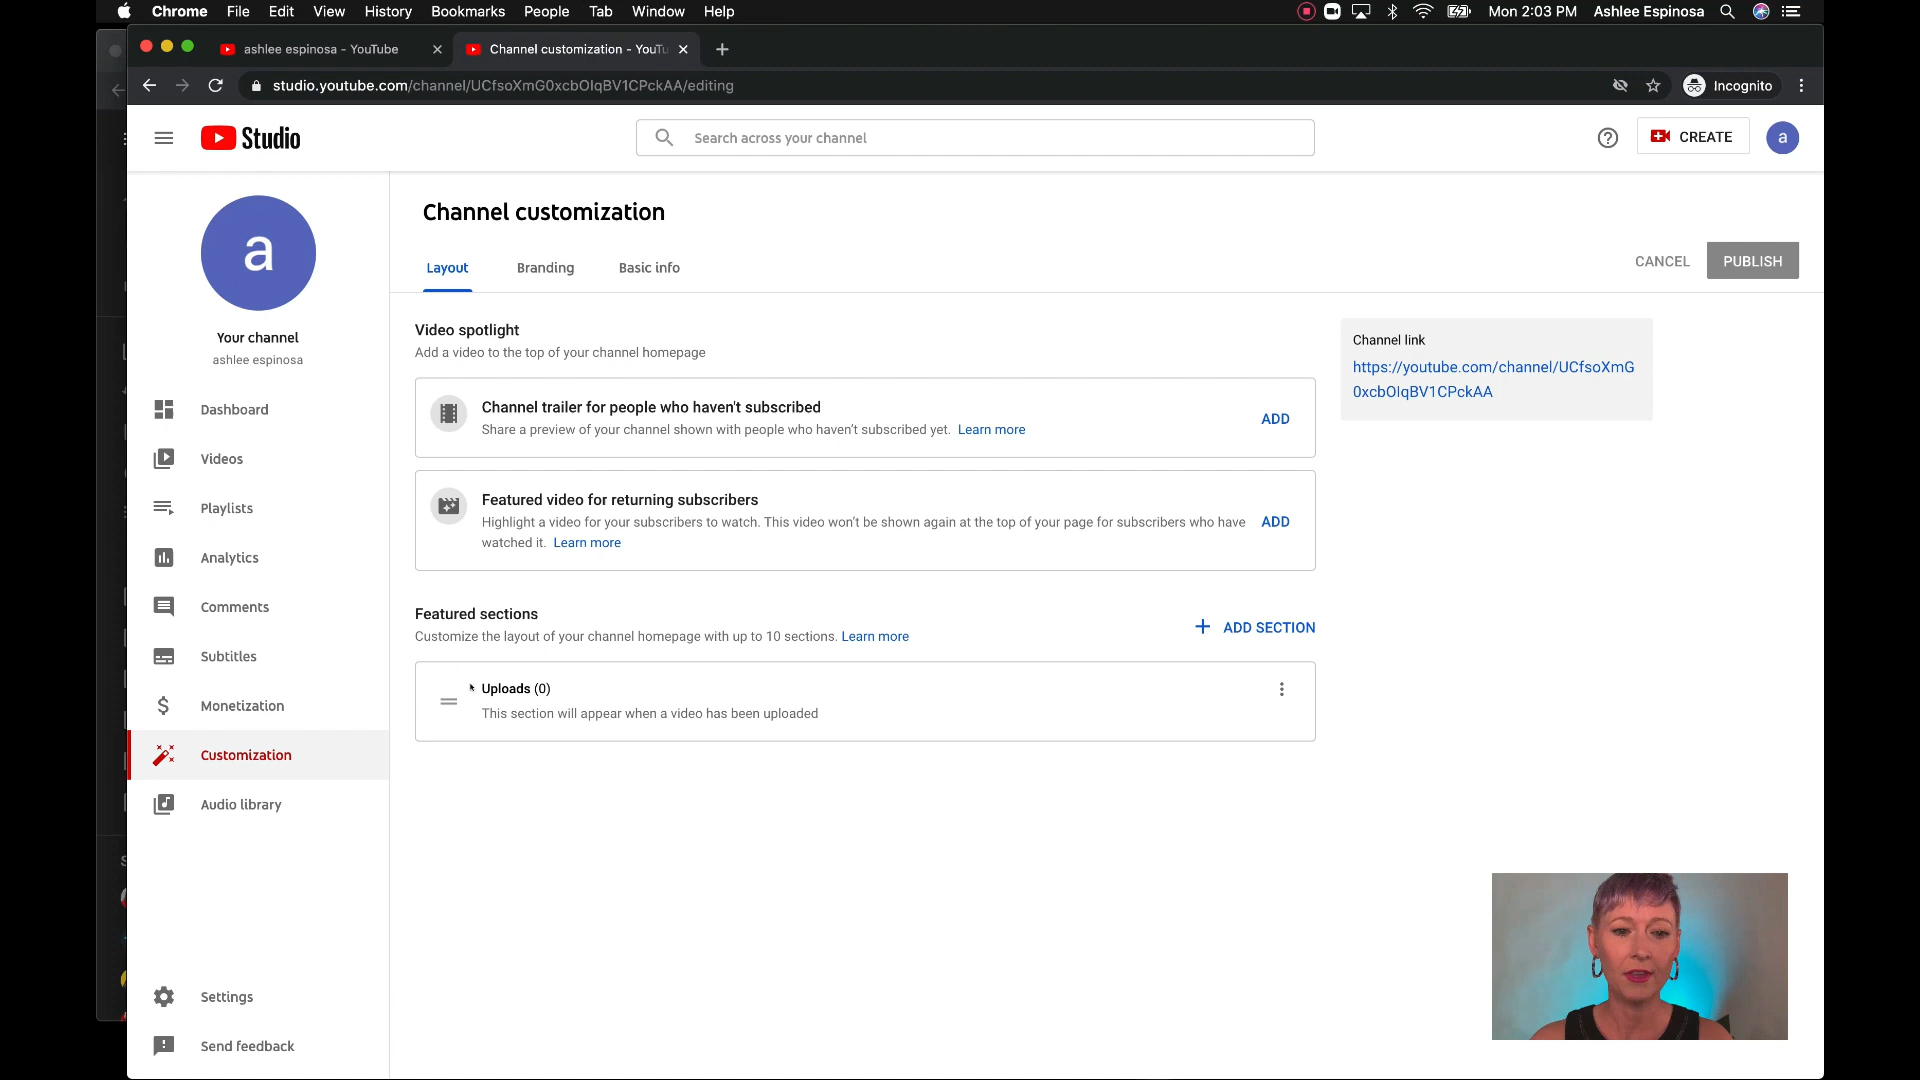 Chrome File Edit View History Bookmarks People Tab Window Help
Mon 2:03 PM Ashlee Espinosa
ashlee espinosa - YouTube
Channel customization - YouTu
studio.youtube.com/channel/UCfsoXmG0xcbOIqBV1CPckAA/editing
Incognito
Studio
Search across your channel
CREATE
a
a
Your channel
ashlee espinosa
Dashboard
Videos
Playlists
Analytics
Comments
Subtitles
Monetization
Customization
Audio library
Settings
Send feedback
Channel customization
Layout Branding Basic info
CANCEL PUBLISH
Video spotlight
Add a video to the top of your channel homepage
Channel trailer for people who haven't subscribed
Share a preview of your channel shown with people who haven't subscribed yet. Learn more
ADD
Featured video for returning subscribers
Highlight a video for your subscribers to watch. This video won't be shown again at the top of your page for subscribers who have
watched it. Learn more
ADD
Featured sections
Customize the layout of your channel homepage with up to 10 sections. Learn more
ADD SECTION
Uploads (0)
This section will appear when a video has been uploaded
Channel link
https://youtube.com/channel/UCfsoXmG
0xcbOIqBV1CPckAA